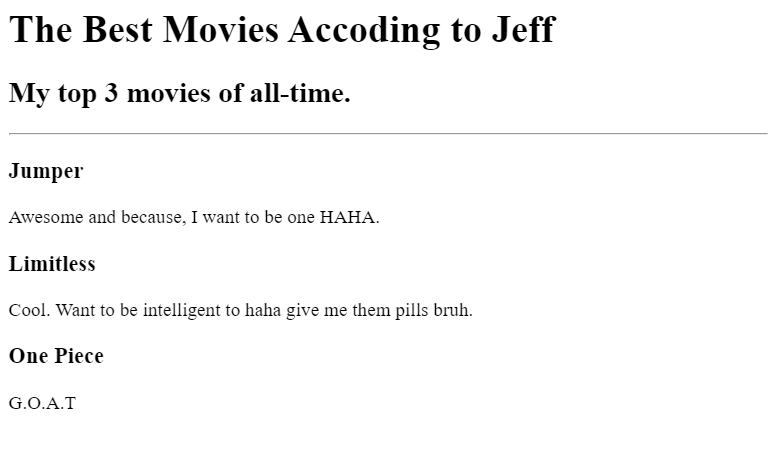 The Best Movies Accoding to Jeff
My top 3 movies of all-time.
Jumper
Awesome and because, I want to be one HAHA.
Limitless
Cool. Want to be intelligent to haha give me them pills bruh.
One Piece
G.O.A.T